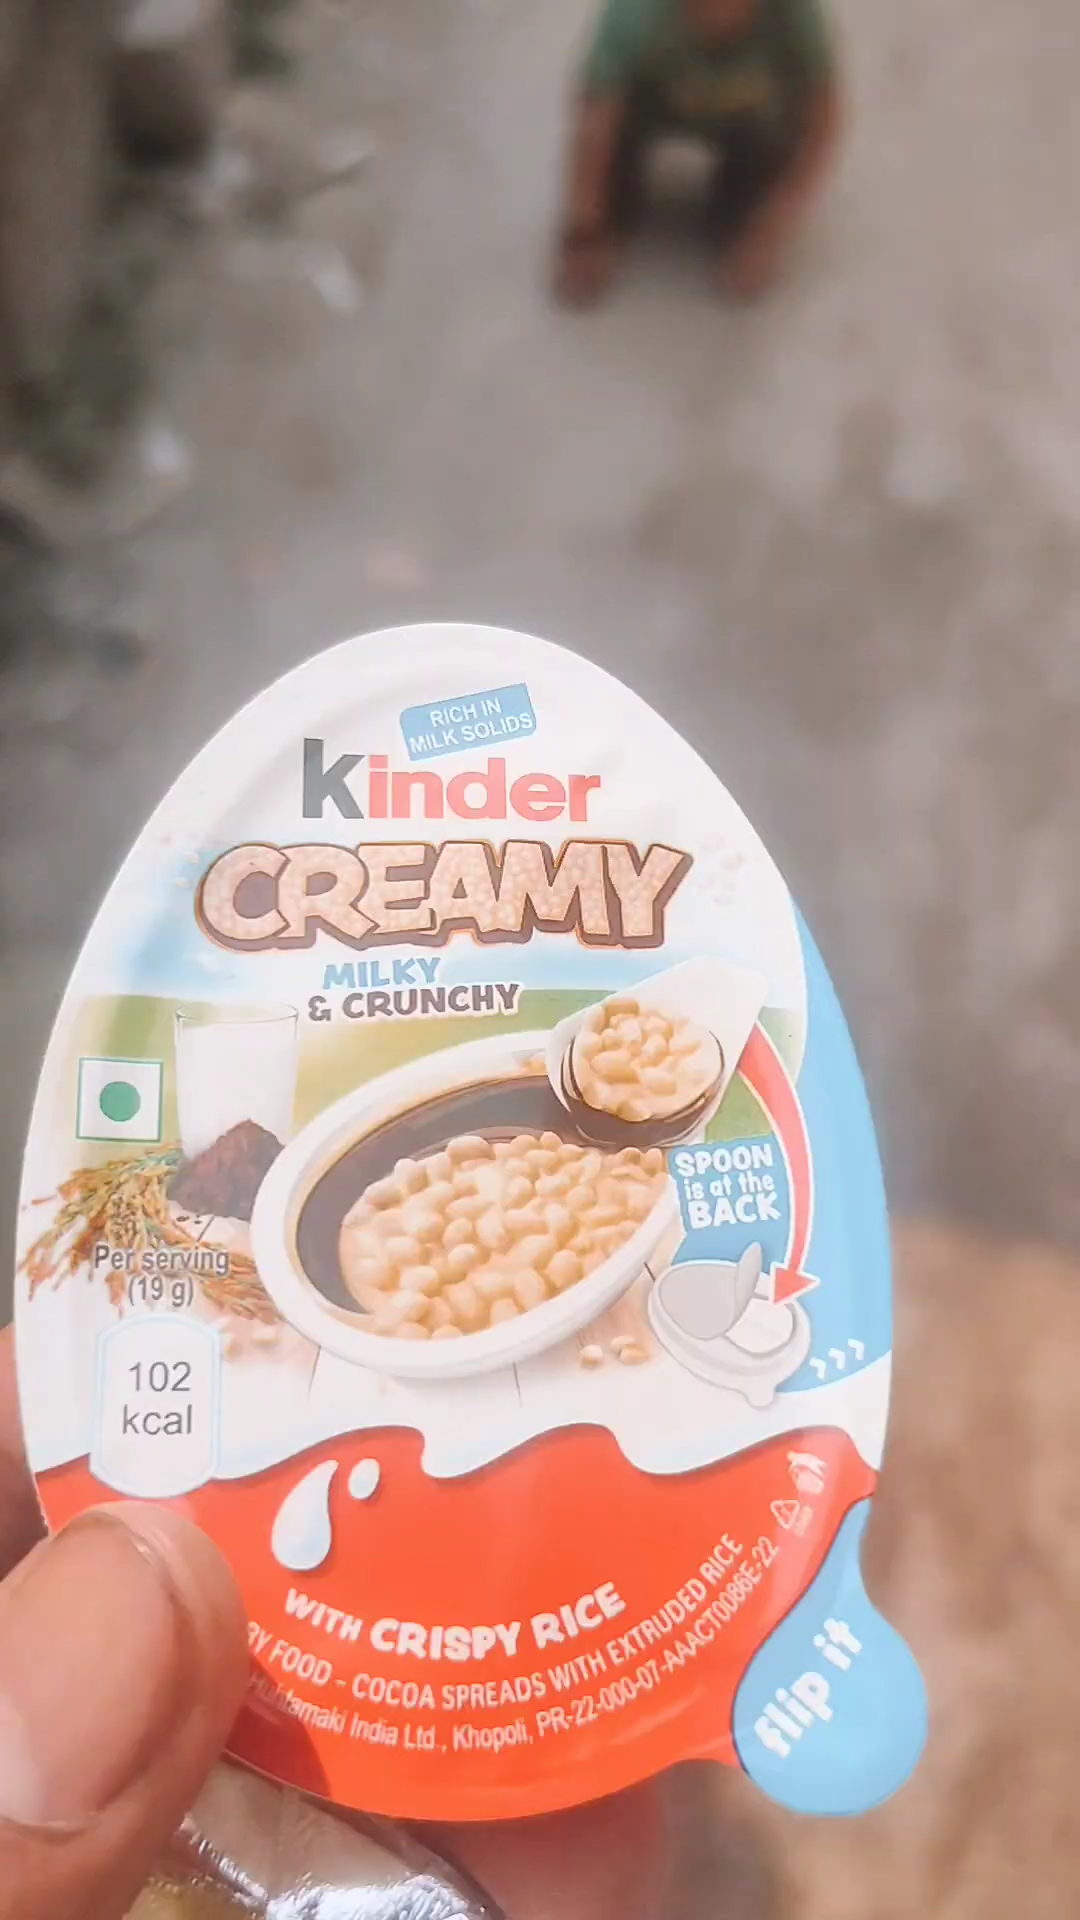 RICH IN
MILK SOLIDS
kinder
CREAMY
MILKY
& CRUNCHY
SPOON
is at the
BACK
Per serving
(19 g)
102
kcal
WITH CRISPY RICE
FOOD - COCOA SPREADS WITH EXTRUDED RICE
India Ltd., Khopoli, PR-22-000-07-AAACT0086E-22
flip it